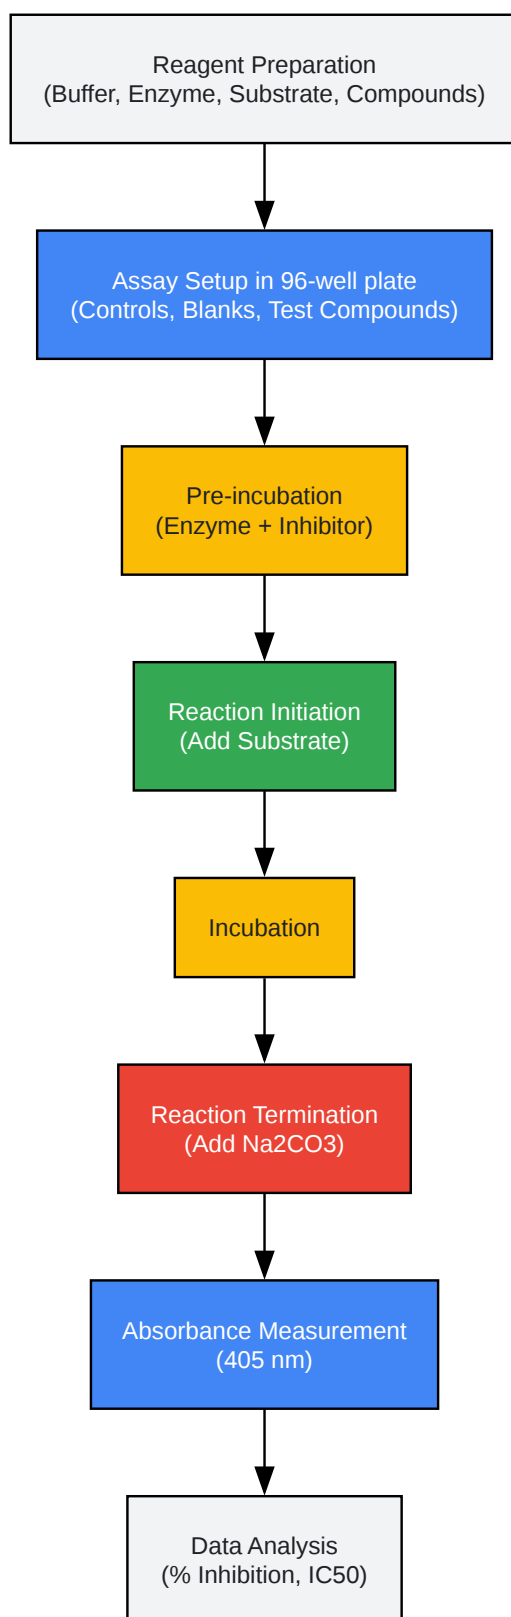 Reagent Preparation
(Buffer, Enzyme, Substrate, Compounds)
Assay Setup in 96-well plate
(Controls, Blanks, Test Compounds)
Pre-incubation
(Enzyme + Inhibitor)
Reaction Initiation
(Add Substrate)
Incubation
Reaction Termination
(Add Na2CO3)
Absorbance Measurement
(405 nm)
Data Analysis
(% Inhibition, IC50)